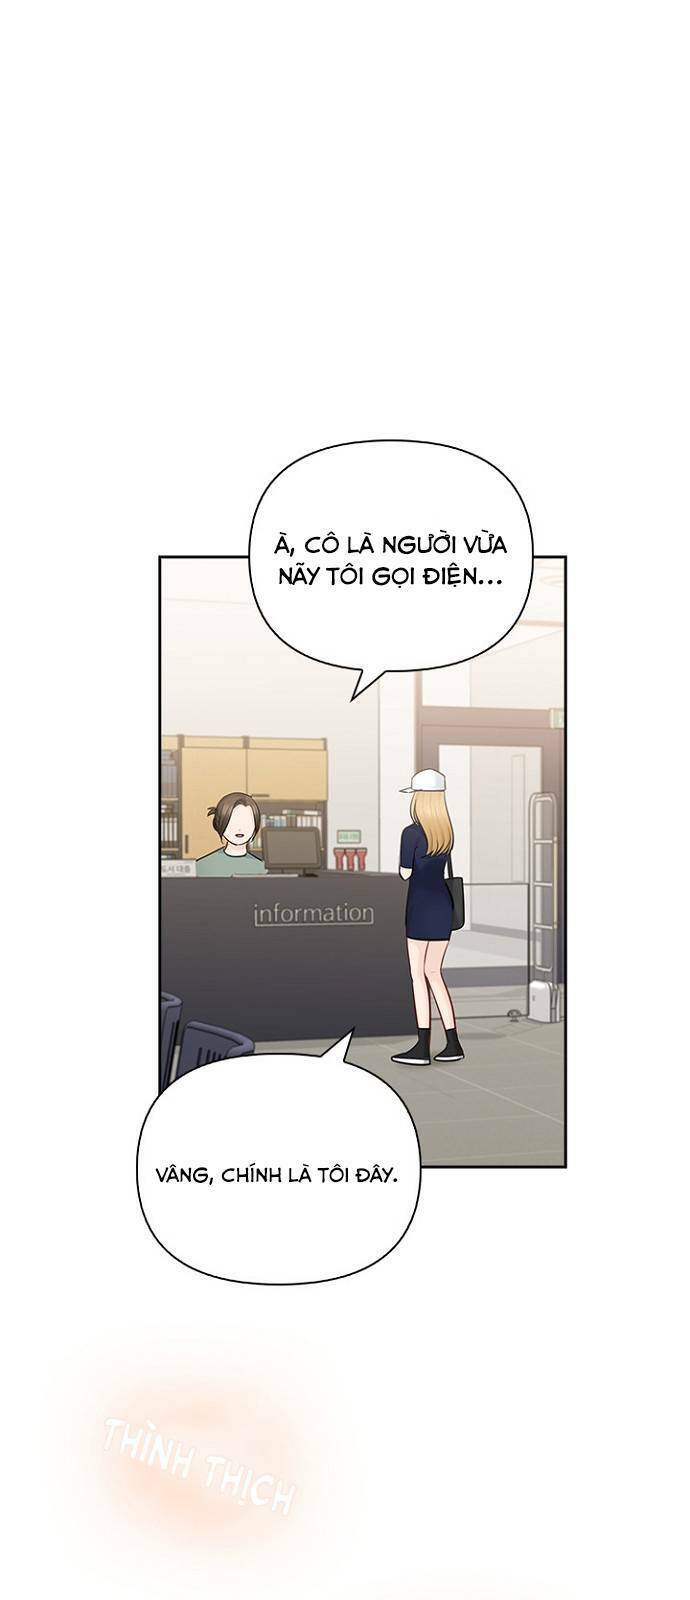 À, CÔ LÀ NGƯỜI VỪA
NÃY TÔI GỌI ĐIỆN...
information
VÂNG, CHÍNH LÀ TÔI ĐÂY.
THÌNH THỊCH